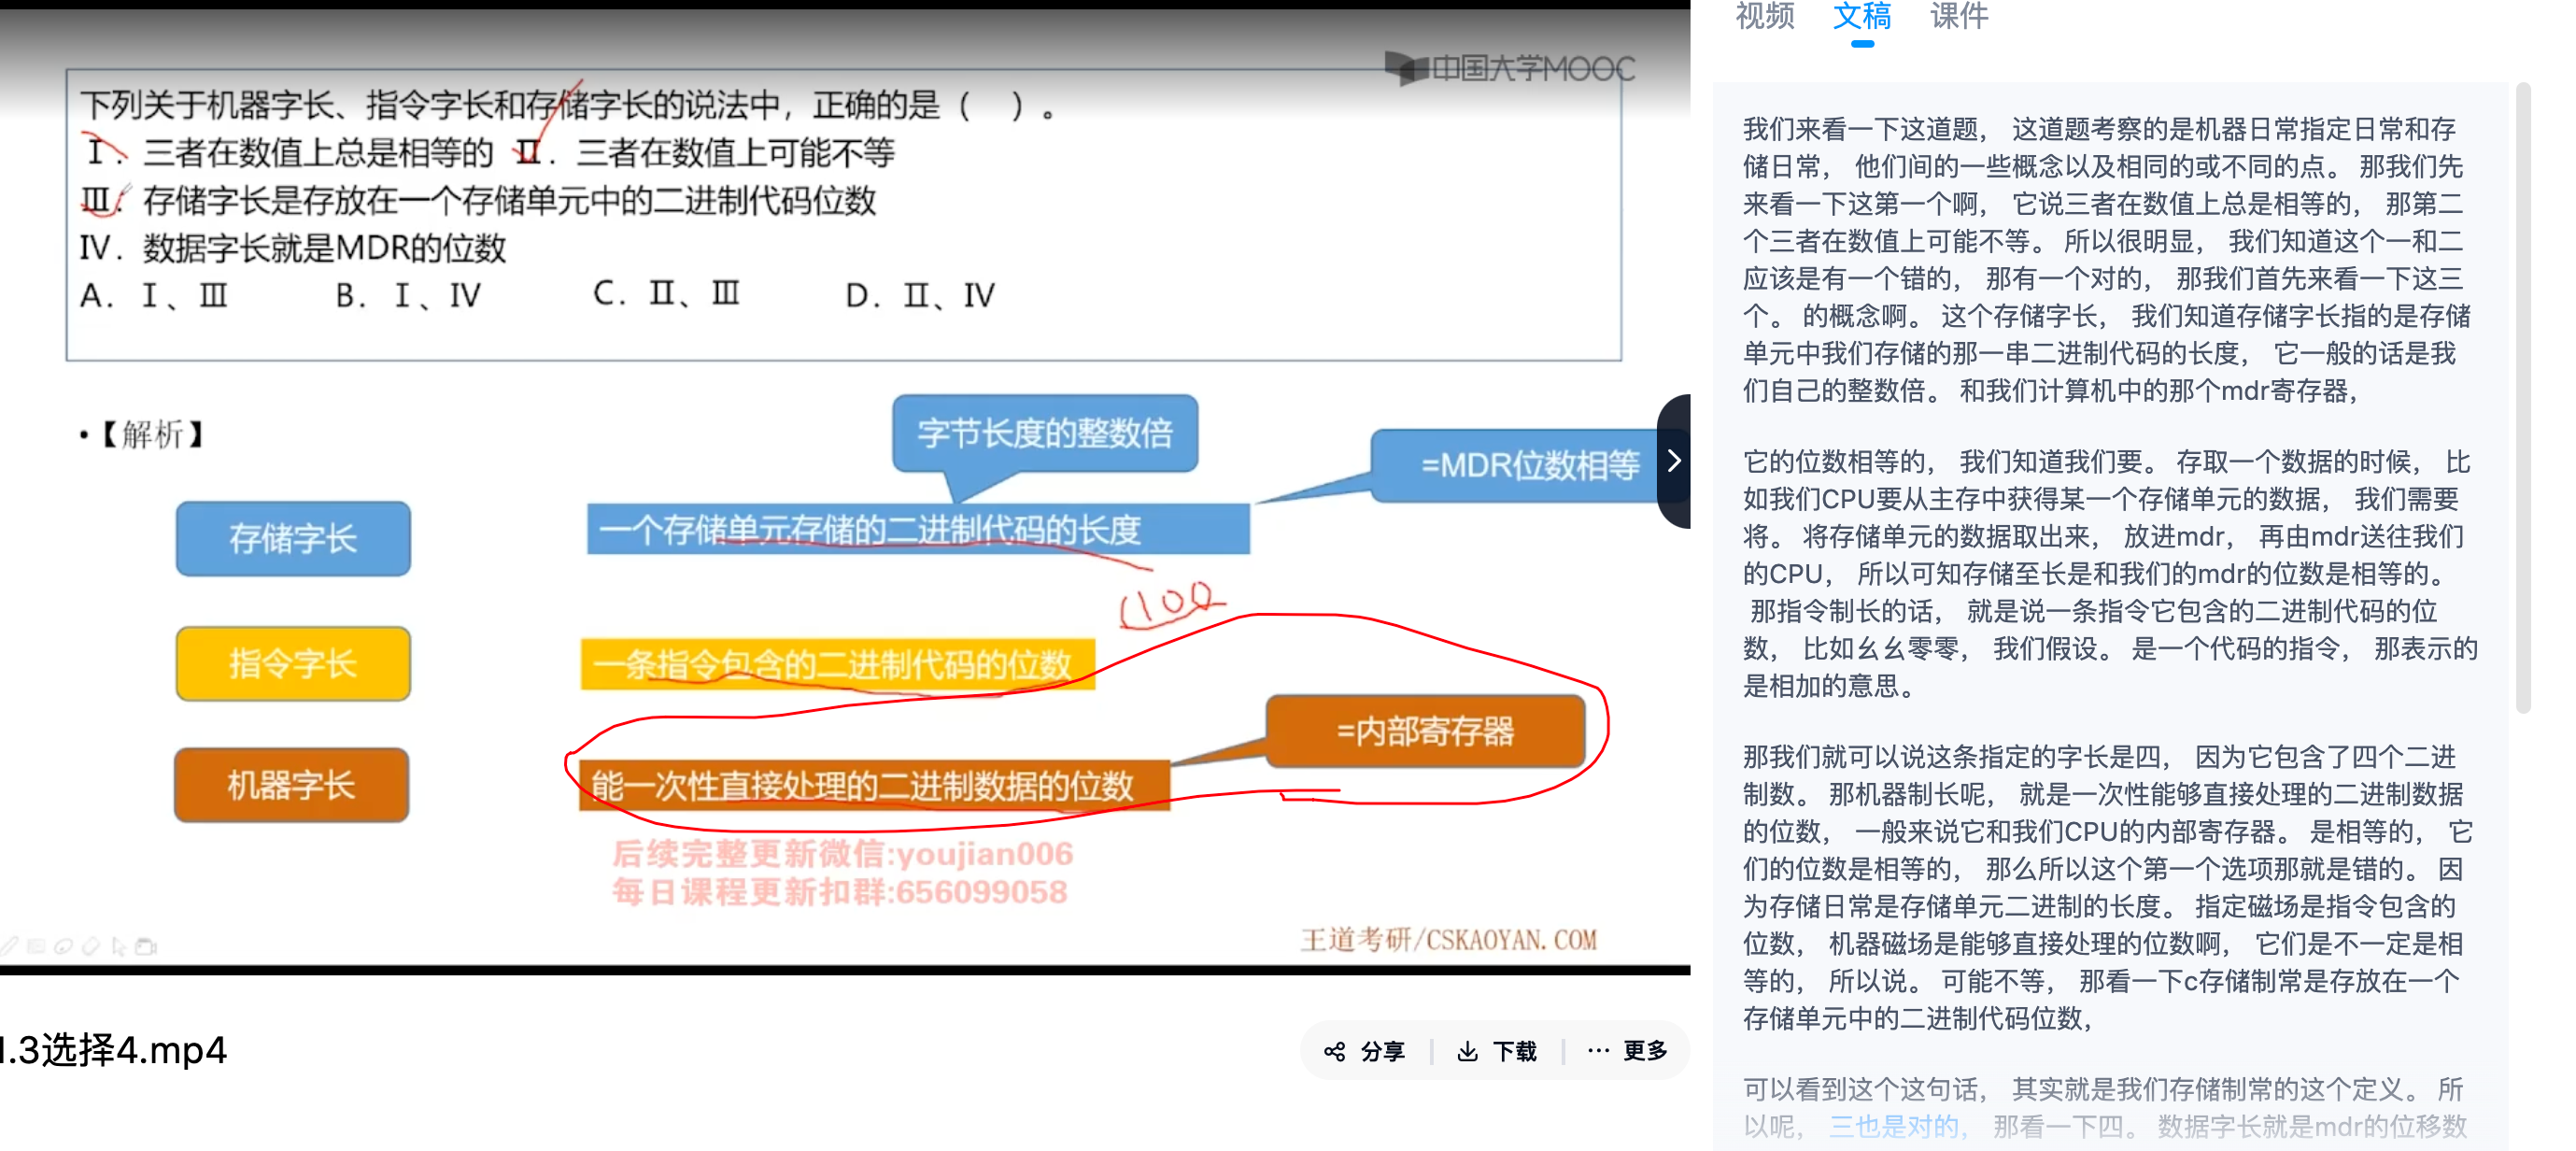 中国大学MOOC
下列关于机器字长、指令字长和存储字长的说法中，正确的是（ ）。
Ⅰ．三者在数值上总是相等的 Ⅱ．三者在数值上可能不等
Ⅲ．存储字长是存放在一个存储单元中的二进制代码位数
Ⅳ．数据字长就是MDR的位数
A．Ⅰ、Ⅲ B．Ⅰ、Ⅳ C．Ⅱ、Ⅲ D．Ⅱ、Ⅳ
•【解析】
字节长度的整数倍
=MDR位数相等
存储字长
一个存储单元存储的二进制代码的长度
1100
指令字长
一条指令包含的二进制代码的位数
=内部寄存器
机器字长
能一次性直接处理的二进制数据的位数
后续完整更新微信:youjian006
每日课程更新扣群:656099058
王道考研/CSKAOYAN.COM
1.3选择4.mp4
分享 下载 更多
视频 文稿 课件
我们来看一下这道题， 这道题考察的是机器日常指定日常和存
储日常， 他们间的一些概念以及相同的或不同的点。 那我们先
来看一下这第一个啊， 它说三者在数值上总是相等的， 那第二
个三者在数值上可能不等。 所以很明显， 我们知道这个一和二
应该是有一个错的， 那有一个对的， 那我们首先来看一下这三
个。 的概念啊。 这个存储字长， 我们知道存储字长指的是存储
单元中我们存储的那一串二进制代码的长度， 它一般的话是我
们自己的整数倍。 和我们计算机中的那个mdr寄存器，
它的位数相等的， 我们知道我们要。 存取一个数据的时候， 比
如我们CPU要从主存中获得某一个存储单元的数据， 我们需要
将。 将存储单元的数据取出来， 放进mdr， 再由mdr送往我们
的CPU， 所以可知存储至长是和我们的mdr的位数是相等的。
那指令制长的话， 就是说一条指令它包含的二进制代码的位
数， 比如幺幺零零， 我们假设。 是一个代码的指令， 那表示的
是相加的意思。
那我们就可以说这条指定的字长是四， 因为它包含了四个二进
制数。 那机器制长呢， 就是一次性能够直接处理的二进制数据
的位数， 一般来说它和我们CPU的内部寄存器。 是相等的， 它
们的位数是相等的， 那么所以这个第一个选项那就是错的。 因
为存储日常是存储单元二进制的长度。 指定磁场是指令包含的
位数， 机器磁场是能够直接处理的位数啊， 它们是不一定是相
等的， 所以说。 可能不等， 那看一下c存储制常是存放在一个
存储单元中的二进制代码位数，
可以看到这个这句话， 其实就是我们存储制常的这个定义。 所
以呢， 三也是对的， 那看一下四。 数据字长就是mdr的位移数